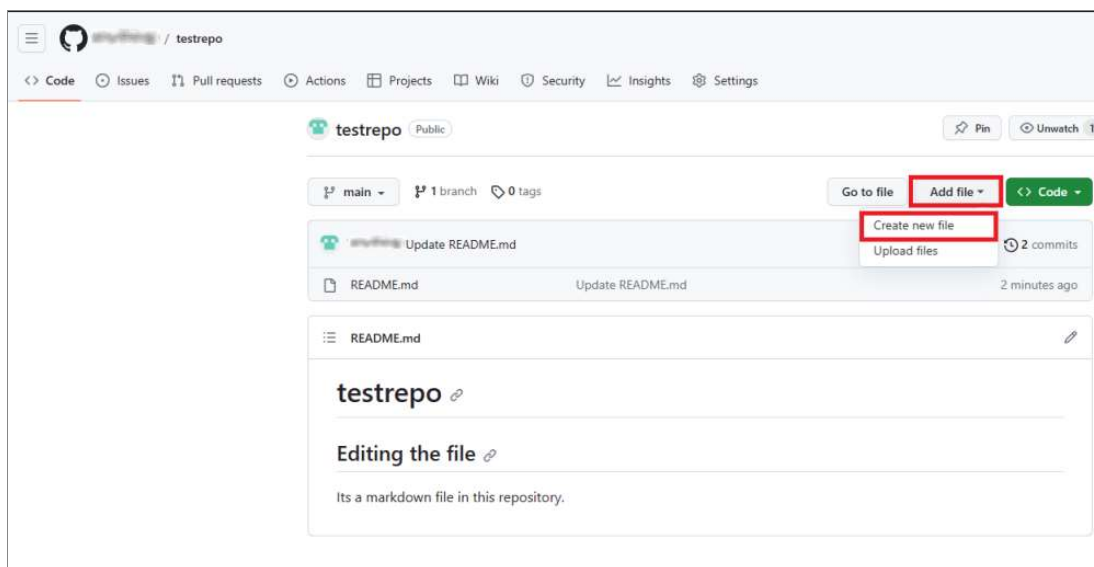 / testrepo
Code Issues Pull requests Actions Projects Wiki Security Insights Settings
testrepo Public Pin Unwatch 1
main 1 branch 0 tags Go to file Add file Code
Create new file
Update README.md 2 commits
Upload files
README.md Update README.md 2 minutes ago
README.md
testrepo
Editing the file
Its a markdown file in this repository.